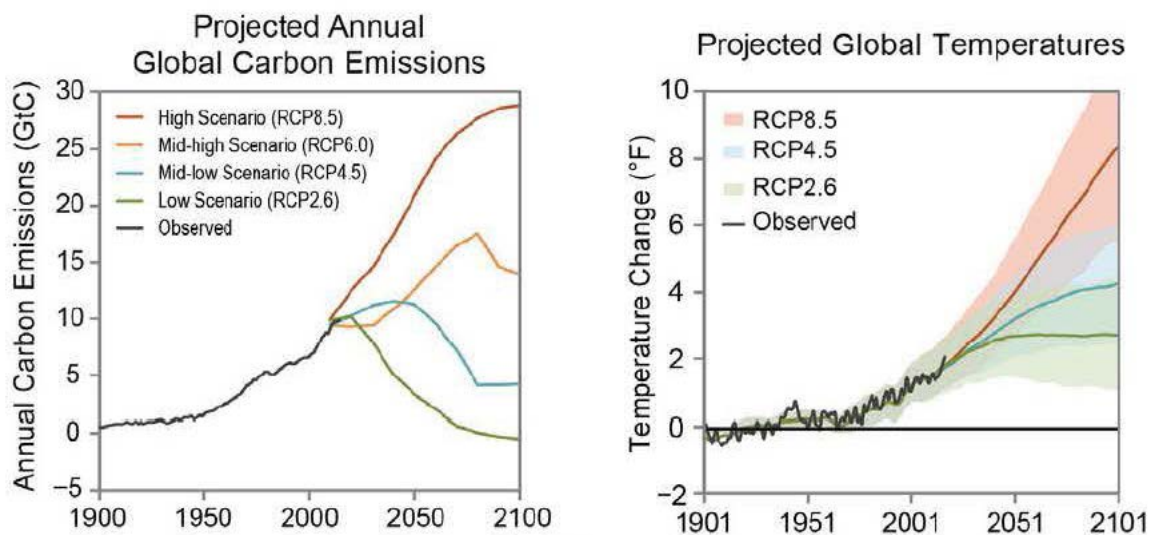 Projected Annual
Global Carbon Emissions
Annual Carbon Emissions (GtC)
30
25
20
15
10
5
0
−5
High Scenario (RCP8.5)
Mid-high Scenario (RCP6.0)
Mid-low Scenario (RCP4.5)
Low Scenario (RCP2.6)
Observed
1900 1950 2000 2050 2100
Projected Global Temperatures
Temperature Change (°F)
10
8
6
4
2
0
−2
RCP8.5
RCP4.5
RCP2.6
Observed
1901 1951 2001 2051 2101